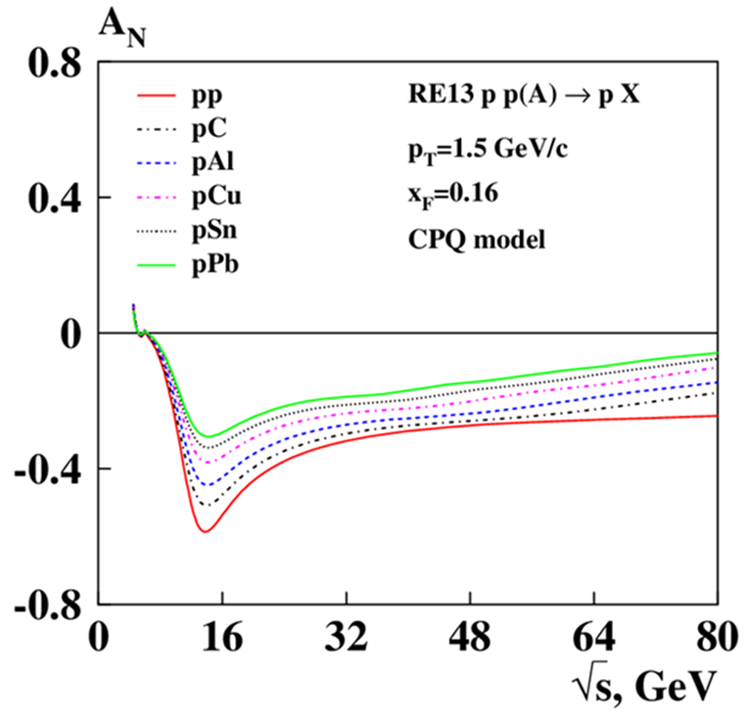 A_N
0.8
0.4
0
-0.4
-0.8
pp
pC
pAl
pCu
pSn
pPb
RE13 p p(A) → p X
p_T=1.5 GeV/c
x_F=0.16
CPQ model
0 16 32 48 64 80
√s, GeV